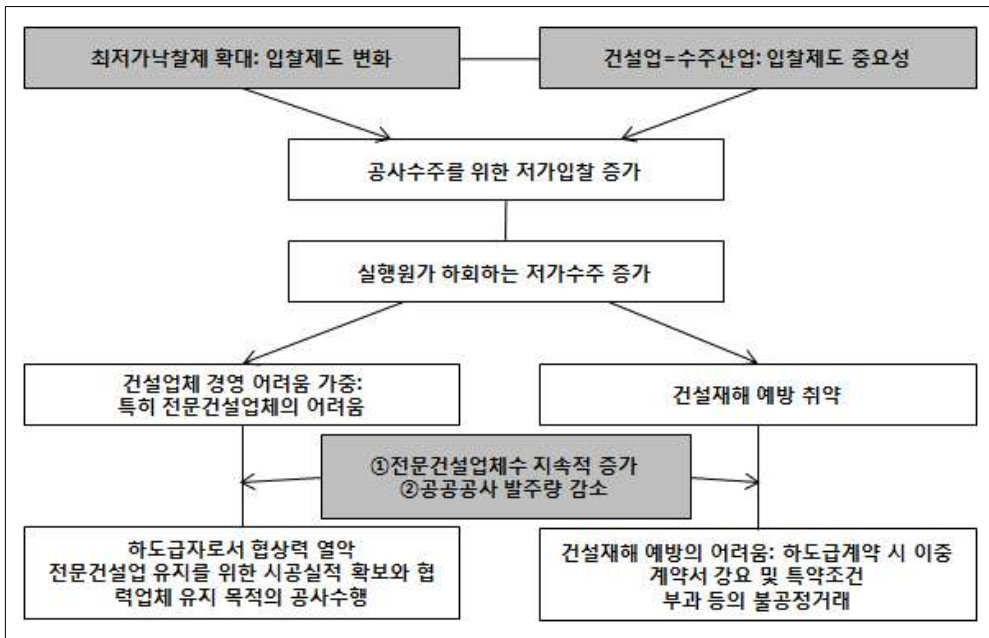 최저가낙찰제 확대: 입찰제도 변화
건설업=수주산업: 입찰제도 중요성
공사수주를 위한 저가입찰 증가
실행원가 하회하는 저가수주 증가
건설업체 경영 어려움 가중:
특히 전문건설업체의 어려움
건설재해 예방 취약
①전문건설업체수 지속적 증가
②공공공사 발주량 감소
하도급자로서 협상력 열악
전문건설업 유지를 위한 시공실적 확보와 협
력업체 유지 목적의 공사수행
건설재해 예방의 어려움: 하도급계약 시 이중
계약서 강요 및 특약조건
부과 등의 불공정거래